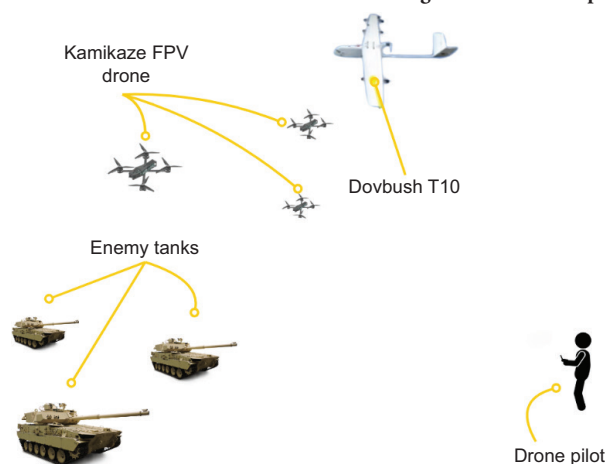 Kamikaze FPV
drone
Dovbush T10
Enemy tanks
Drone pilot